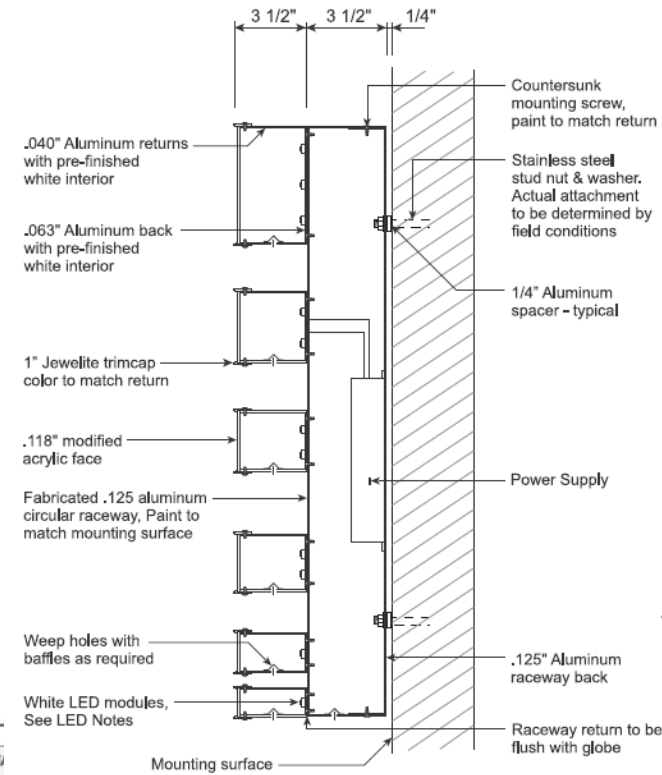 3 1/2" 3 1/2" 1/4"
Countersunk
mounting screw,
paint to match return
.040" Aluminum returns
with pre-finished
white interior
Stainless steel
stud nut & washer.
Actual attachment
to be determined by
field conditions
.063" Aluminum back
with pre-finished
white interior
1/4" Aluminum
spacer – typical
1" Jewelite trimcap
color to match return
.118" modified
acrylic face
Power Supply
Fabricated .125 aluminum
circular raceway, Paint to
match mounting surface
Weep holes with
baffles as required
.125" Aluminum
raceway back
White LED modules,
See LED Notes
Raceway return to be
flush with globe
Mounting surface